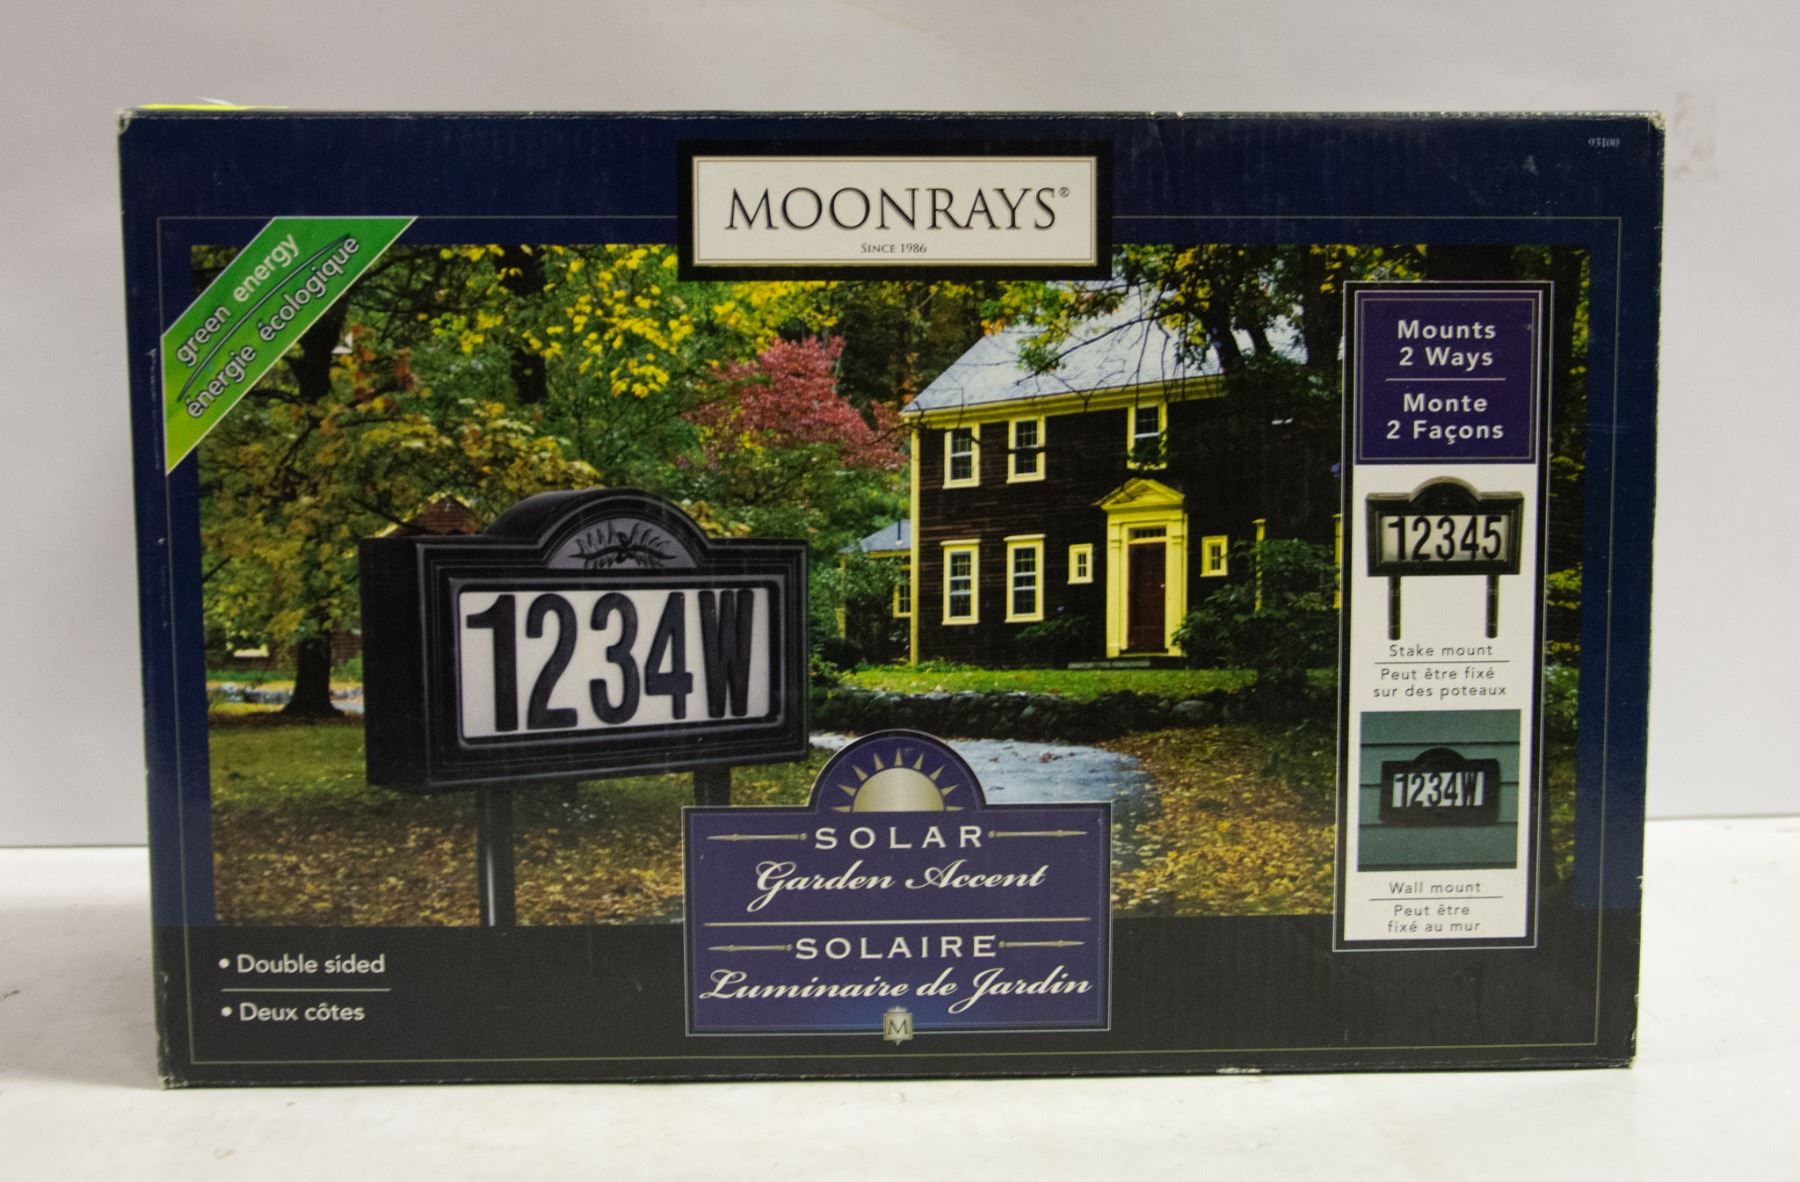 93100
MOONRAYS®
SINCE 1986
green energy
énergie écologique
Mounts
2 Ways
Monte
2 Façons
12345
Stake mount
Peut être fixé
sur des poteaux
1234W
Wall mount
Peut être
fixé au mur
1234W
SOLAR
Garden Accent
SOLAIRE
Luminaire de Jardin
M
• Double sided
• Deux côtes